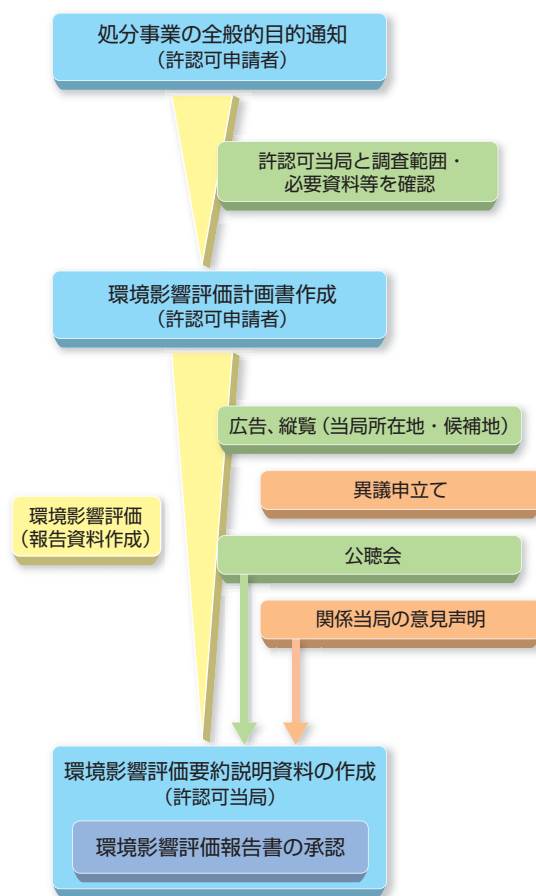 処分事業の全般的目的通知
(許認可申請者)
許認可当局と調査範囲・
必要資料等を確認
環境影響評価計画書作成
(許認可申請者)
広告、縦覧(当局所在地・候補地)
異議申立て
環境影響評価
(報告資料作成)
公聴会
関係当局の意見声明
環境影響評価要約説明資料の作成
(許認可当局)
環境影響評価報告書の承認